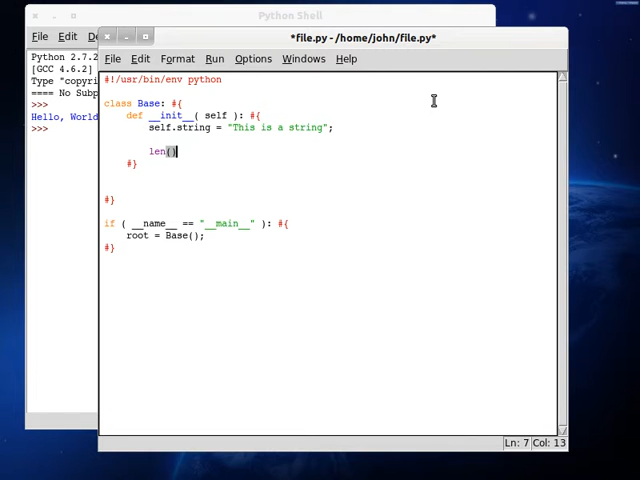 Python Shell
File Edit D
Python 2.7.2
[GCC 4.6.2]
Type "copyri
==== No Subp
>>>
Hello, World
>>>
*file.py - /home/john/file.py*
File Edit Format Run Options Windows Help
#!/usr/bin/env python
class Base: #{
def __init__( self ): #{
self.string = "This is a string";
len()
#}
#}
if ( __name__ == "__main__" ): #{
root = Base();
#}
Ln: 7 Col: 13